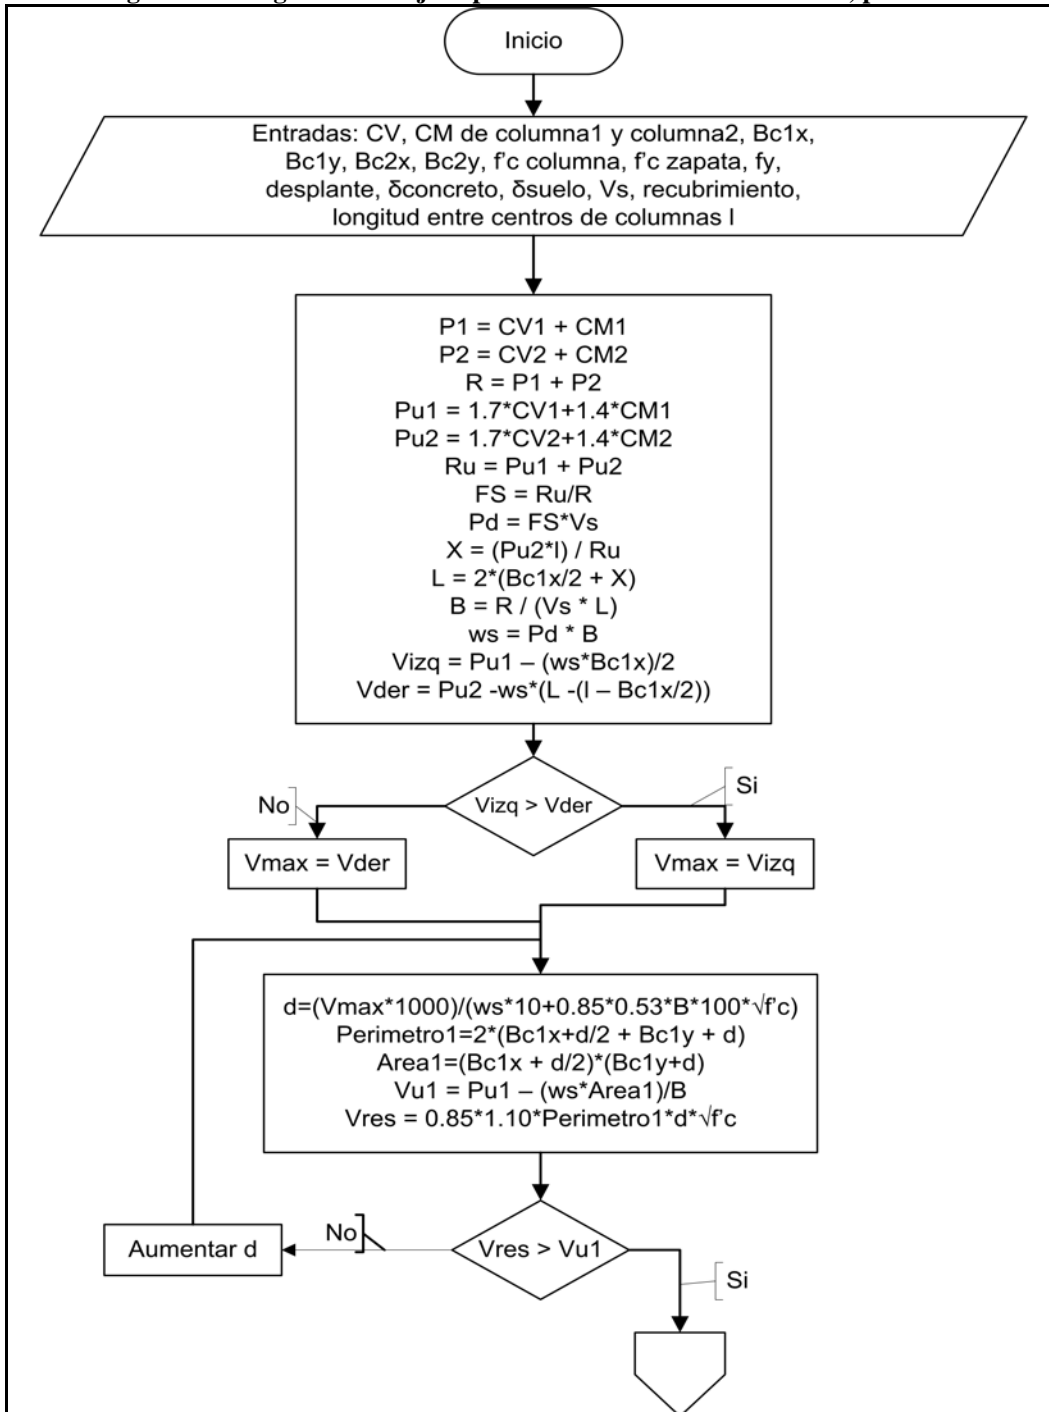 Inicio
Entradas: CV, CM de columna1 y columna2, Bc1x,
Bc1y, Bc2x, Bc2y, f'c columna, f'c zapata, fy,
desplante, δconcreto, δsuelo, Vs, recubrimiento,
longitud entre centros de columnas l
P1 = CV1 + CM1
P2 = CV2 + CM2
R = P1 + P2
Pu1 = 1.7*CV1+1.4*CM1
Pu2 = 1.7*CV2+1.4*CM2
Ru = Pu1 + Pu2
FS = Ru/R
Pd = FS*Vs
X = (Pu2*l) / Ru
L = 2*(Bc1x/2 + X)
B = R / (Vs * L)
ws = Pd * B
Vizq = Pu1 – (ws*Bc1x)/2
Vder = Pu2 -ws*(L -(l – Bc1x/2))
Vizq > Vder
Si
No
Vmax = Vder
Vmax = Vizq
d=(Vmax*1000)/(ws*10+0.85*0.53*B*100*√f'c)
Perimetro1=2*(Bc1x+d/2 + Bc1y + d)
Area1=(Bc1x + d/2)*(Bc1y+d)
Vu1 = Pu1 – (ws*Area1)/B
Vres = 0.85*1.10*Perimetro1*d*√f'c
Aumentar d
No
Vres > Vu1
Si